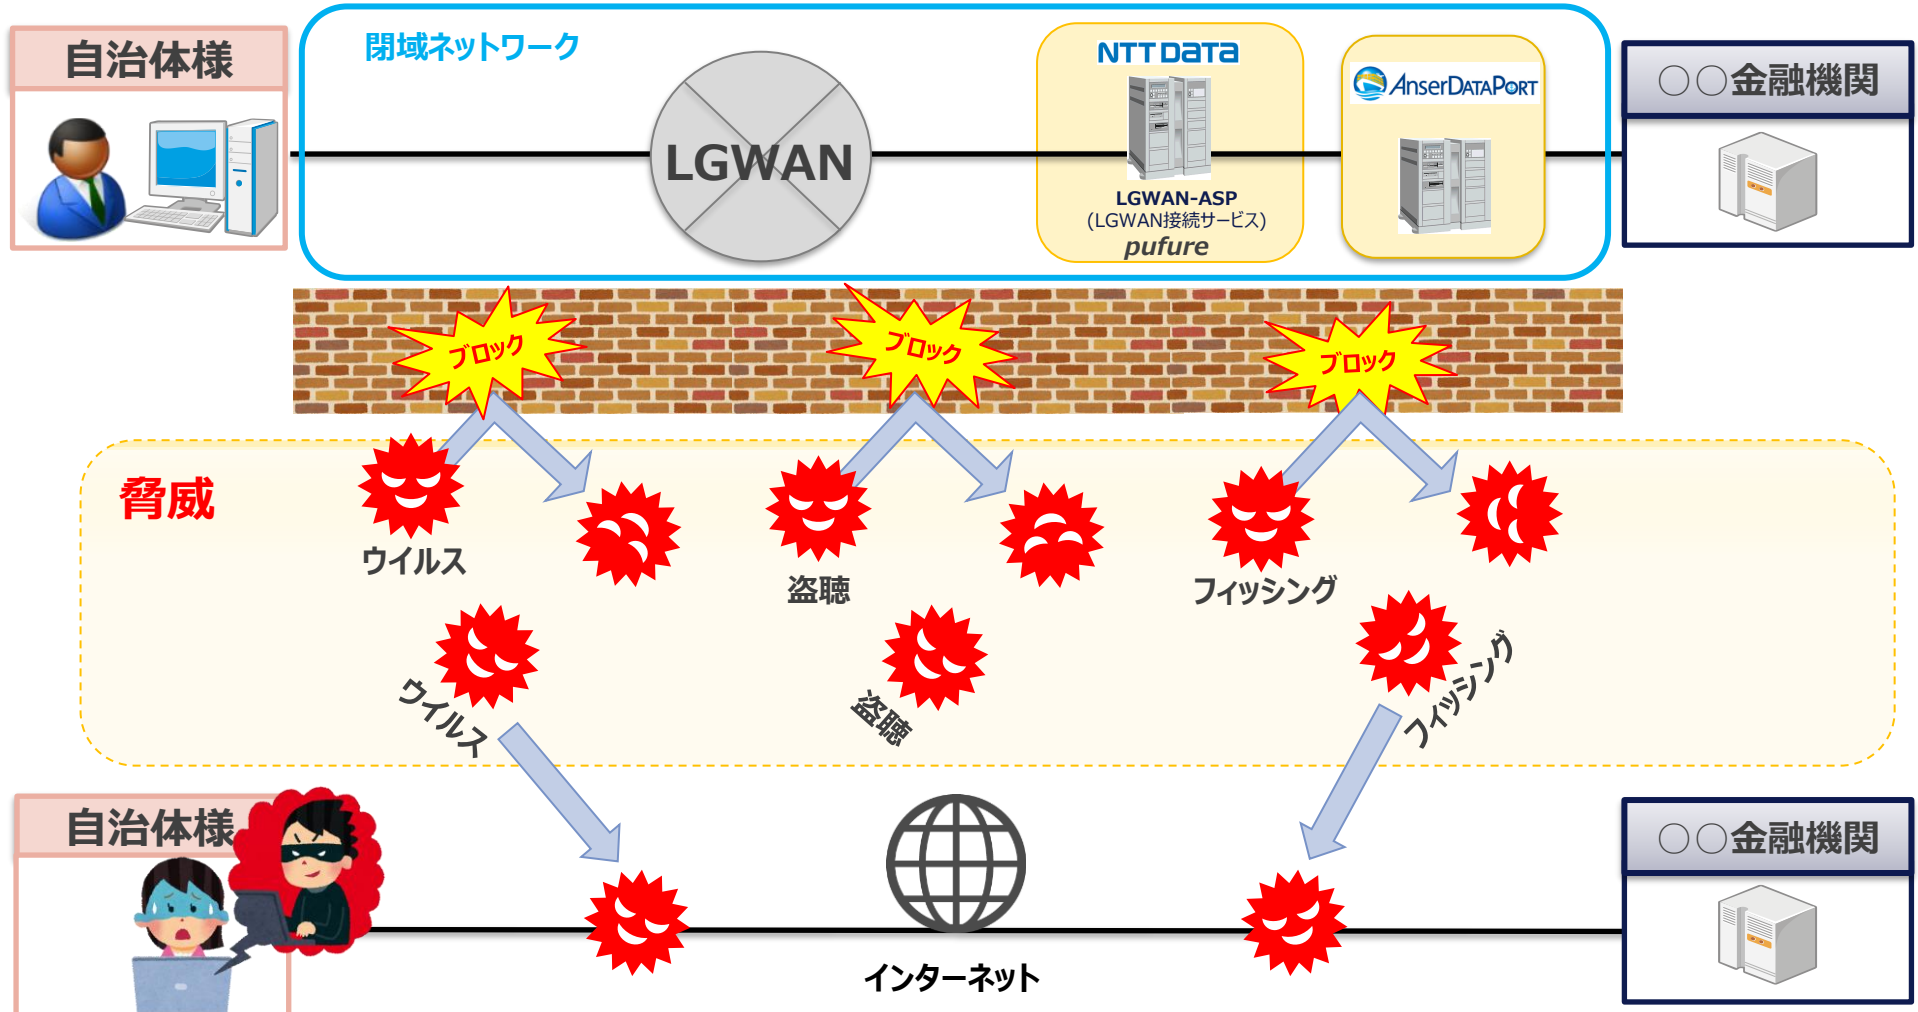 自治体様
閉域ネットワーク
LGWAN
NTT DATA
LGWAN-ASP
(LGWAN接続サービス)
pufure
AnserDATAPORT
○○金融機関
ブロック
ブロック
ブロック
脅威
ウイルス
盗聴
フィッシング
ウイルス
盗聴
フィッシング
自治体様
インターネット
○○金融機関